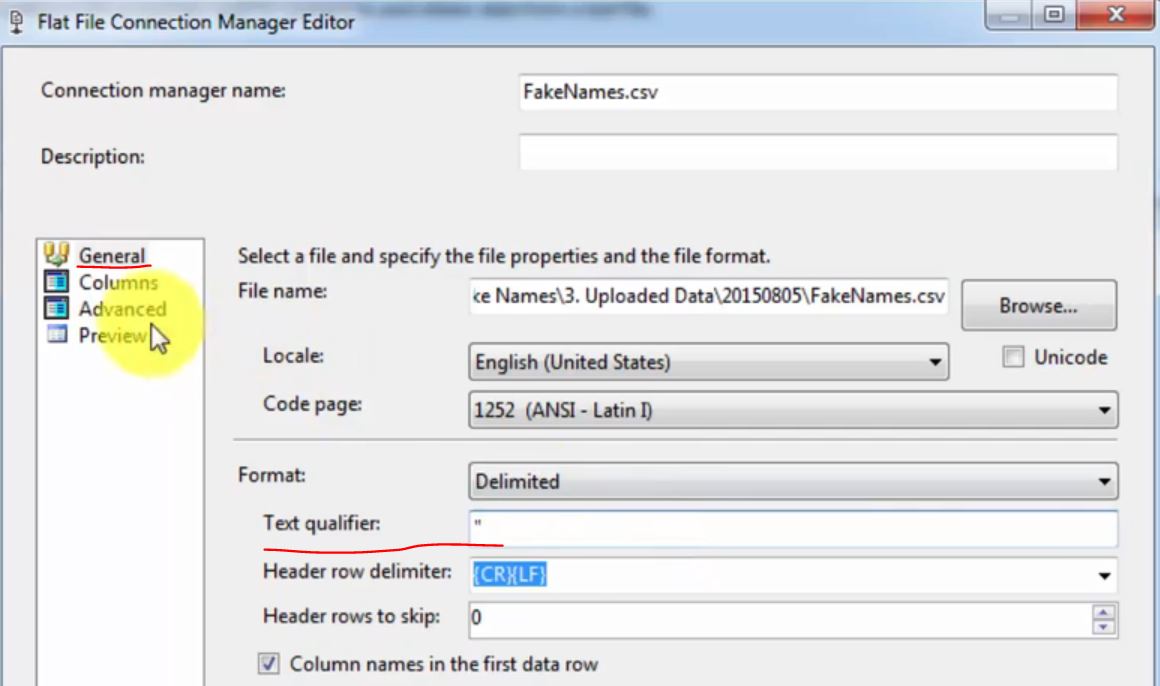 Flat File Connection Manager Editor
Connection manager name: FakeNames.csv
Description:
General
Columns
Advanced
Preview
Select a file and specify the file properties and the file format.
File name: ke Names\3. Uploaded Data\20150805\FakeNames.csv Browse...
Locale: English (United States) Unicode
Code page: 1252 (ANSI - Latin I)
Format: Delimited
Text qualifier: "
Header row delimiter: {CR}{LF}
Header rows to skip: 0
Column names in the first data row